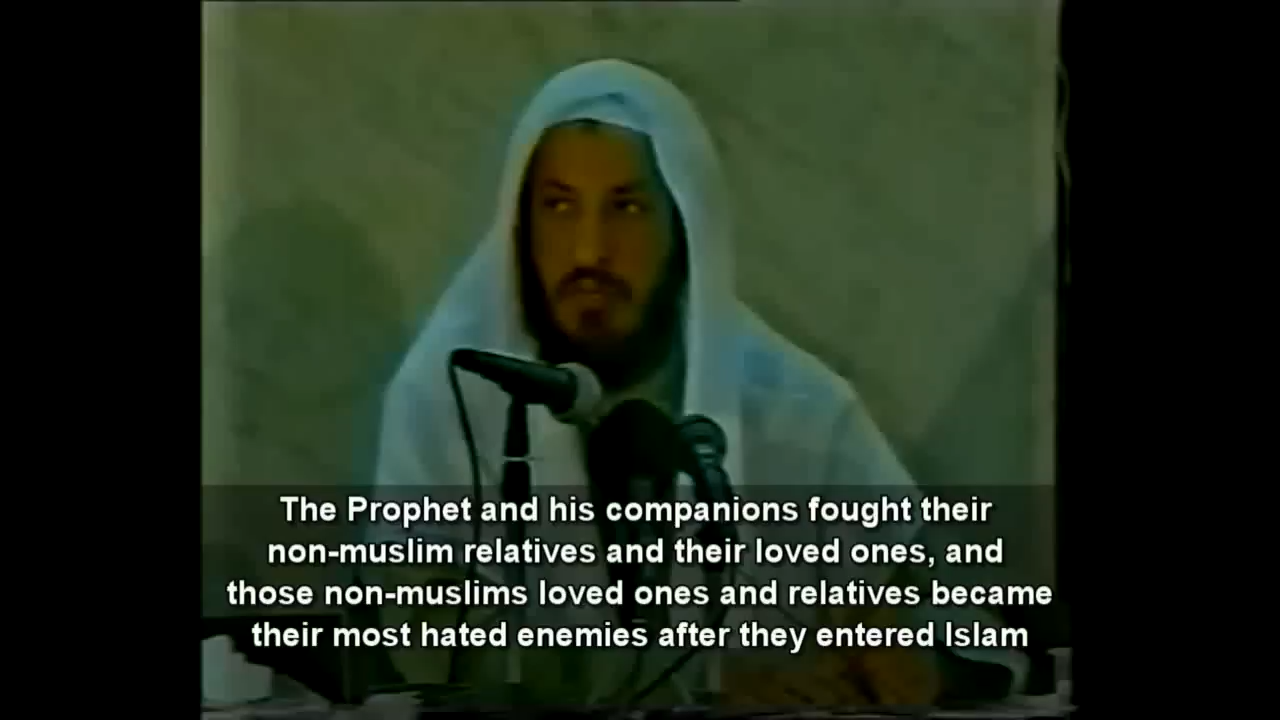 The Prophet and his companions fought their
non-muslim relatives and their loved ones, and
those non-muslims loved ones and relatives became
their most hated enemies after they entered Islam